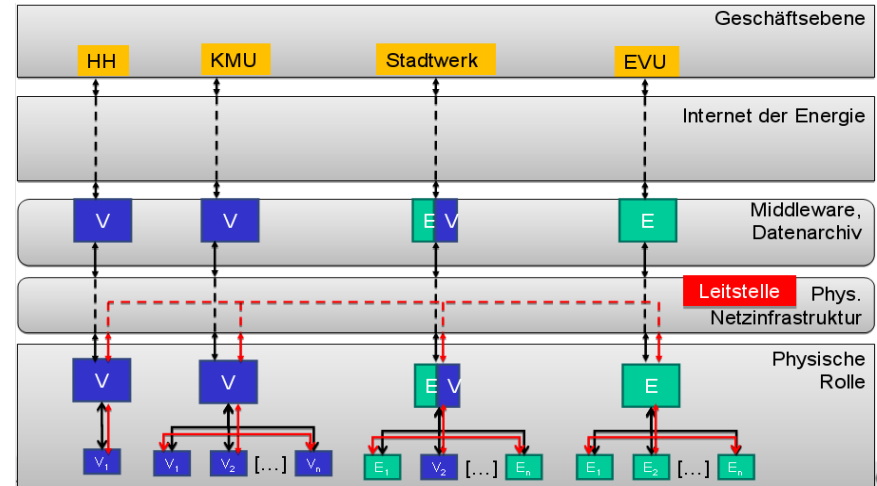 Geschäftsebene
HH KMU Stadtwerk EVU
Internet der Energie
V V E V E
Middleware,
Datenarchiv
Leitstelle Phys.
Netzinfrastruktur
Physische
Rolle
V V E V E
V1 V1 V2 […] Vn E1 V2 […] En E1 E2 […] En